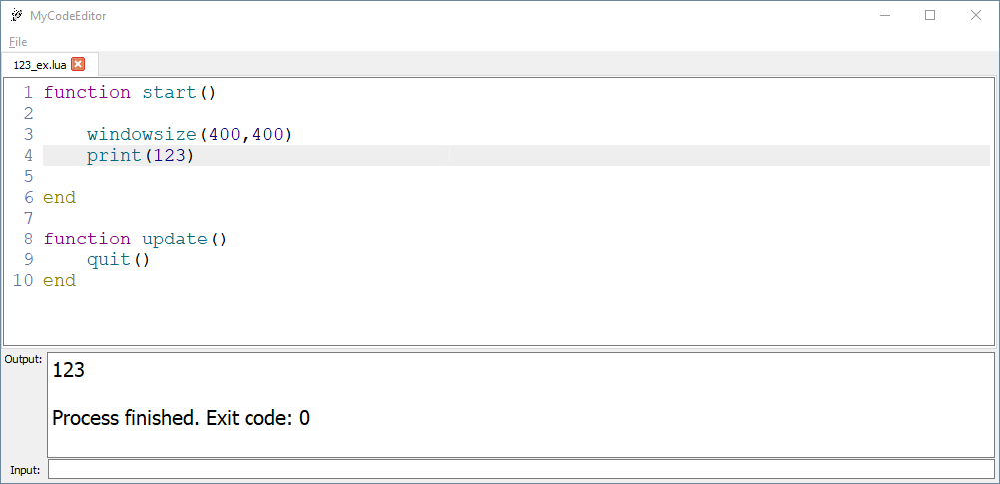 MyCodeEditor
File
123_ex.lua
1 function start()
2
3     windowsize(400,400)
4     print(123)
5
6 end
7
8 function update()
9     quit()
10 end
Output:
123
Process finished. Exit code: 0
Input: